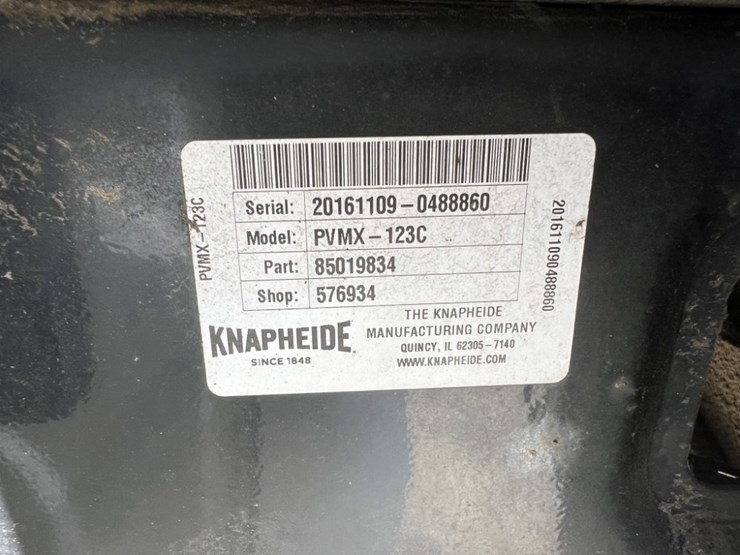 Serial: 20161109-0488860
Model: PVMX-123C
Part: 85019834
Shop: 576934
KNAPHEIDE
SINCE 1848
THE KNAPHEIDE
MANUFACTURING COMPANY
QUINCY, IL 62305-7140
WWW.KNAPHEIDE.COM
PVMX-123C
201611090488860